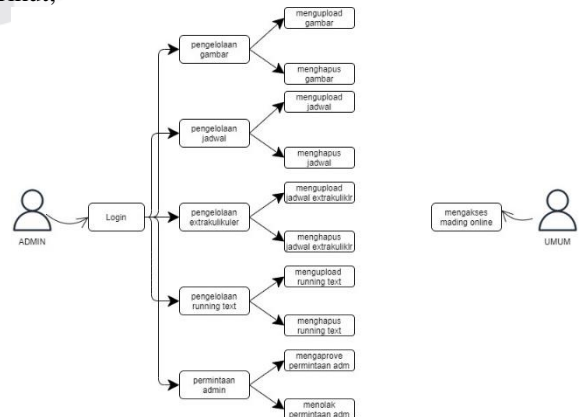 mengupload
gambar
pengelolaan
gambar
menghapus
gambar
mengupload
jadwal
pengelolaan
jadwal
menghapus
jadwal
mengupload
jadwal extrakuliklr
ADMIN
Login
pengelolaan
extrakulikuler
menghapus
jadwal extrakuliklr
mengakses
mading online
UMUM
mengupload
running text
pengelolaan
running text
menghapus
running text
mengaprove
permintaan adm
permintaan
admin
menolak
permintaan adm